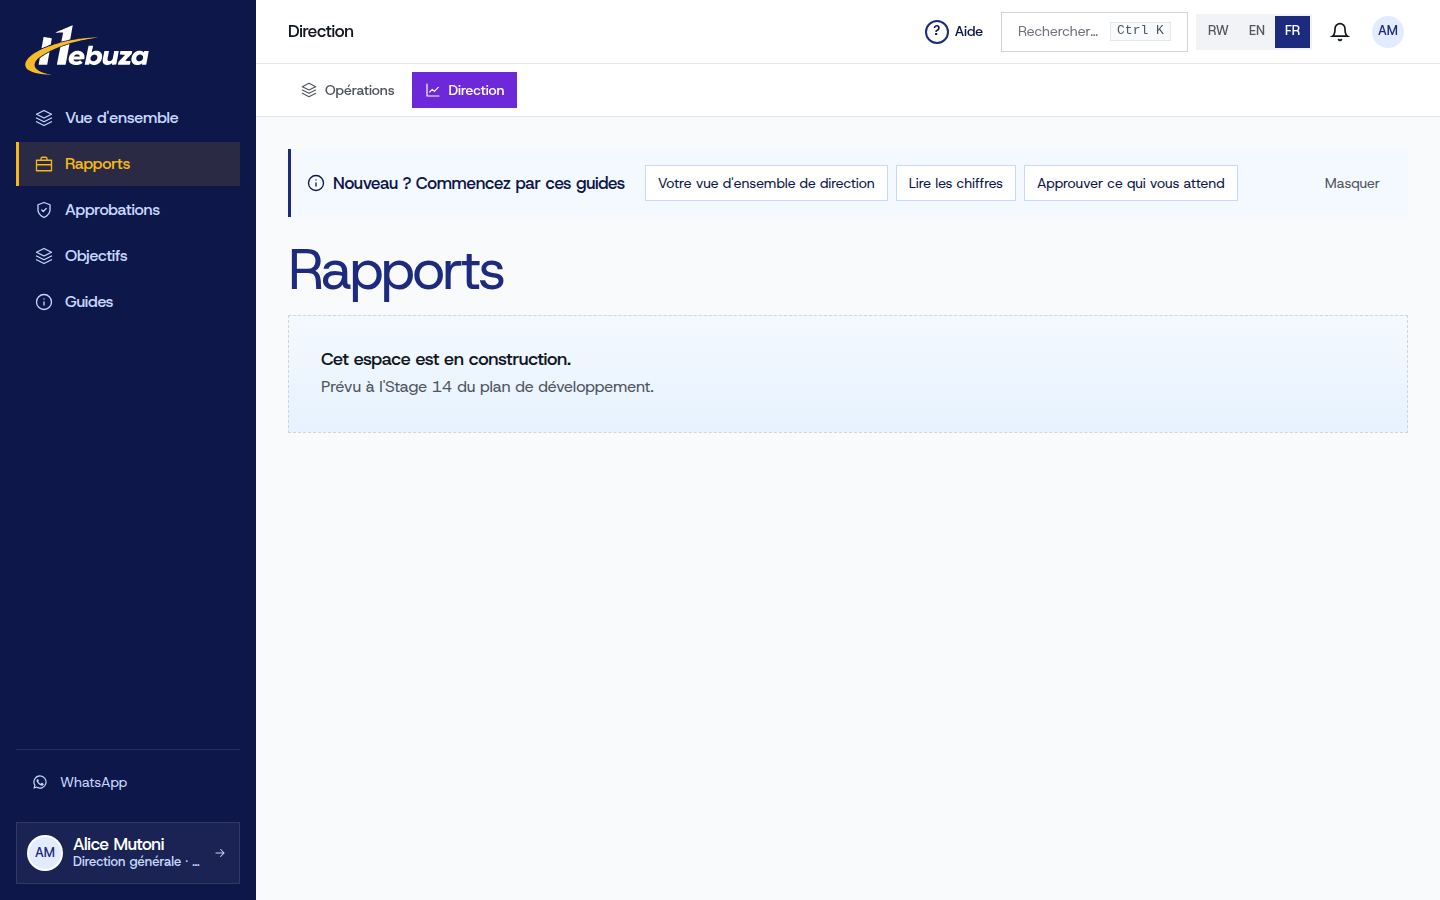 Hebuza
Direction
? Aide
Rechercher... Ctrl K
RW EN FR
AM
Vue d'ensemble
Rapports
Approbations
Objectifs
Guides
WhatsApp
AM
Alice Mutoni
Direction générale · ...
Opérations
Direction
Nouveau ? Commencez par ces guides
Votre vue d'ensemble de direction
Lire les chiffres
Approuver ce qui vous attend
Masquer
Rapports
Cet espace est en construction.
Prévu à l'Stage 14 du plan de développement.